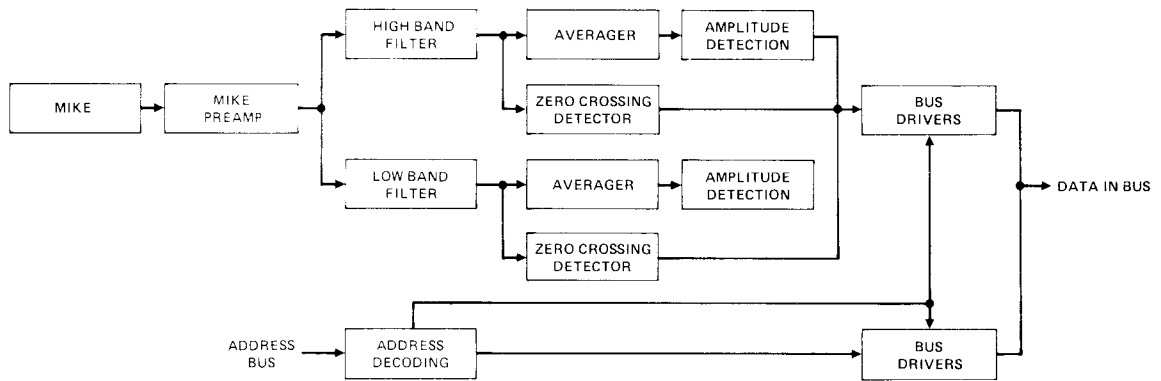 HIGH BAND
FILTER
AVERAGER
AMPLITUDE
DETECTION
MIKE
MIKE
PREAMP
ZERO CROSSING
DETECTOR
BUS
DRIVERS
LOW BAND
FILTER
AVERAGER
AMPLITUDE
DETECTION
DATA IN BUS
ZERO CROSSING
DETECTOR
ADDRESS
BUS
ADDRESS
DECODING
BUS
DRIVERS